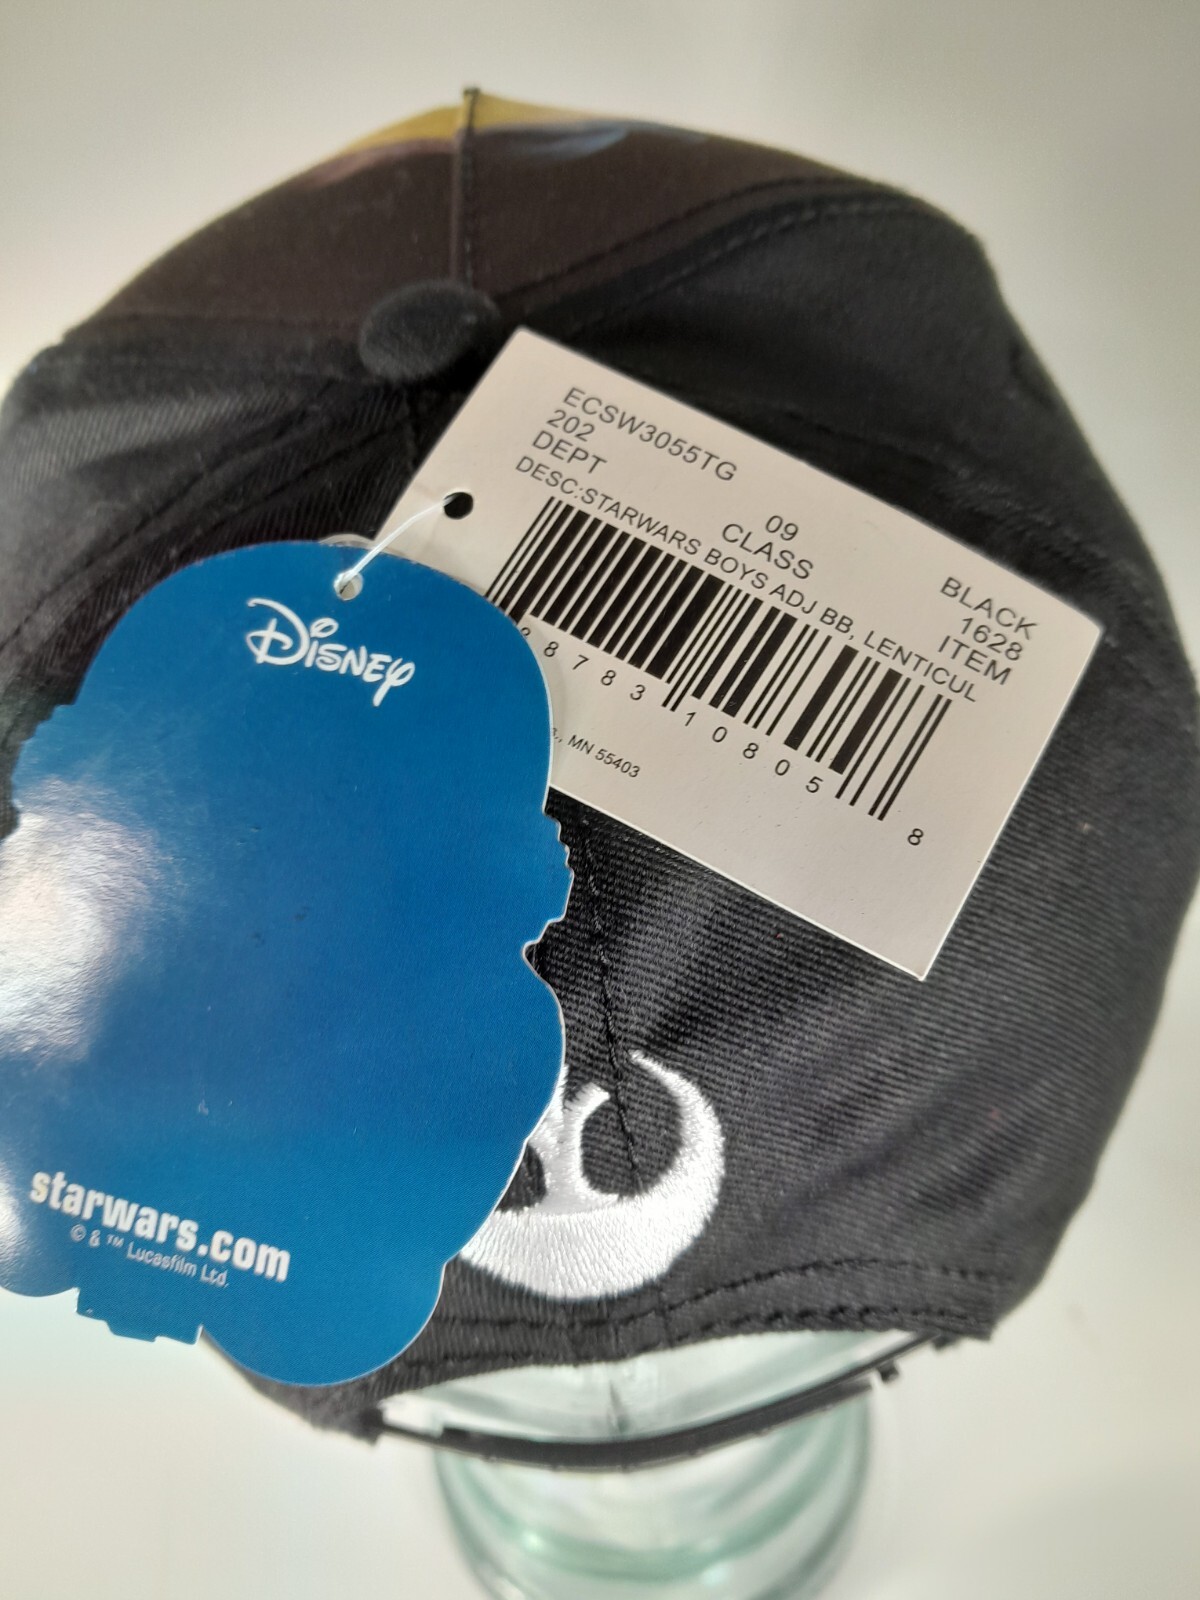 ECSW3055TG
202 09 BLACK
DEPT CLASS 1628
ITEM
DESC:STARWARS BOYS ADJ BB, LENTICUL
88783 10805 8
MN 55403
DISNEY
starwars.com
© & ™ Lucasfilm Ltd.